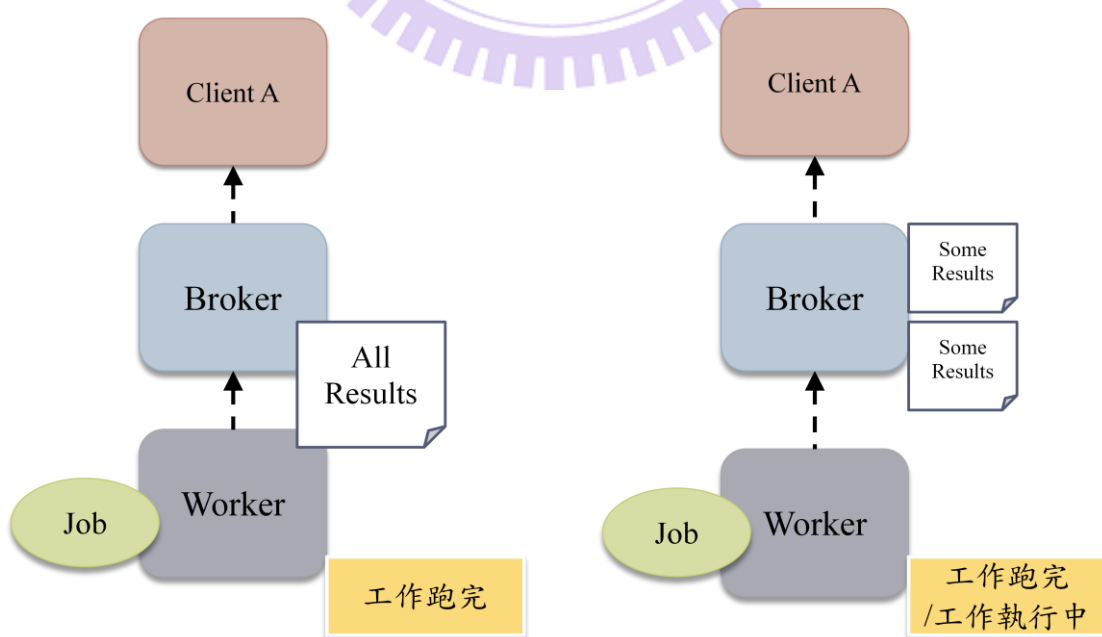 Client A
Broker
All
Results
Worker
Job
工作跑完
Client A
Broker
Some
Results
Some
Results
Worker
Job
工作跑完
/工作執行中